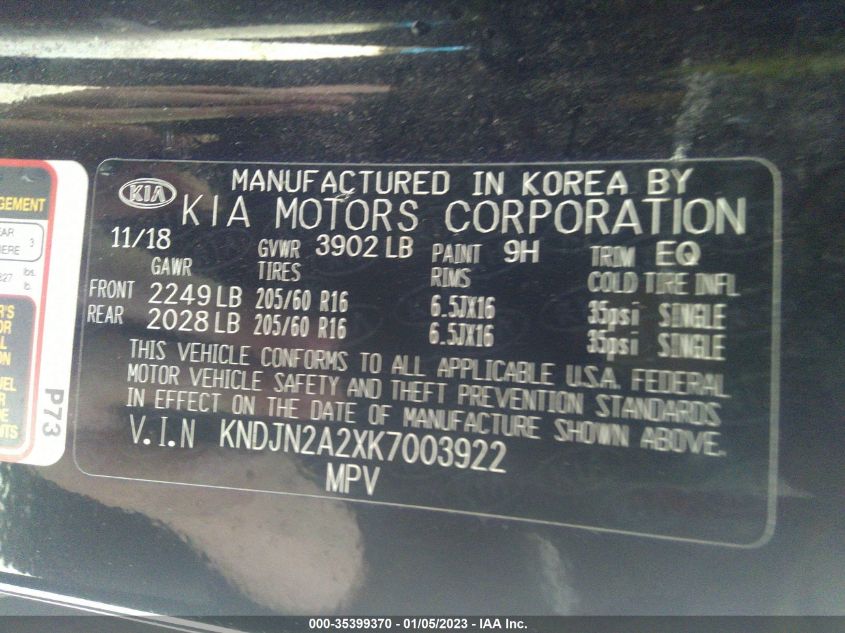 KIA
MANUFACTURED IN KOREA BY
KIA MOTORS CORPORATION
11/18 GVWR 3902 LB PAINT 9H TRIM EQ
GAWR TIRES RIMS COLD TIRE INFL
FRONT 2249 LB 205/60 R16 6.5JX16 35psi SINGLE
REAR 2028 LB 205/60 R16 6.5JX16 35psi SINGLE
THIS VEHICLE CONFORMS TO ALL APPLICABLE U.S.A. FEDERAL
MOTOR VEHICLE SAFETY AND THEFT PREVENTION STANDARDS
IN EFFECT ON THE DATE OF MANUFACTURE SHOWN ABOVE.
V.I.N KNDJN2A2XK7003922
MPV
3
lbs.
P73
000-35399370 - 01/05/2023 - IAA Inc.